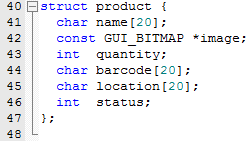 40 struct product {
41 char name[20];
42 const GUI_BITMAP *image;
43 int quantity;
44 char barcode[20];
45 char location[20];
46 int status;
47 };
48